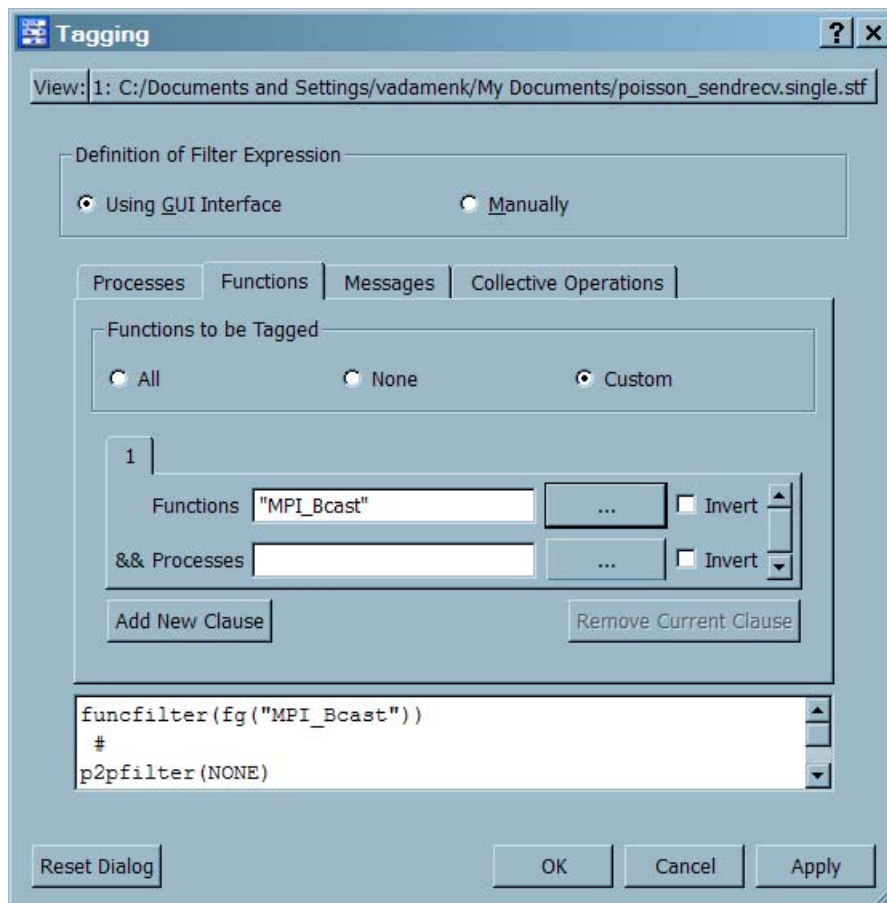 Tagging
View: 1: C:/Documents and Settings/vadamenk/My Documents/poisson_sendrecv.single.stf
Definition of Filter Expression
Using GUI Interface Manually
Processes Functions Messages Collective Operations
Functions to be Tagged
All None Custom
1
Functions "MPI_Bcast" ... Invert
&& Processes ... Invert
Add New Clause Remove Current Clause
funcfilter(fg("MPI_Bcast"))
#
p2pfilter(NONE)
Reset Dialog OK Cancel Apply